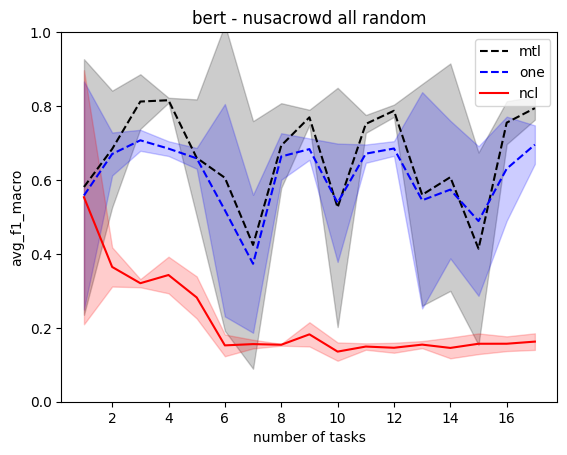 bert - nusacrowd all random
mtl
one
ncl
avg_f1_macro
1.0
0.8
0.6
0.4
0.2
0.0
2 4 6 8 10 12 14 16
number of tasks